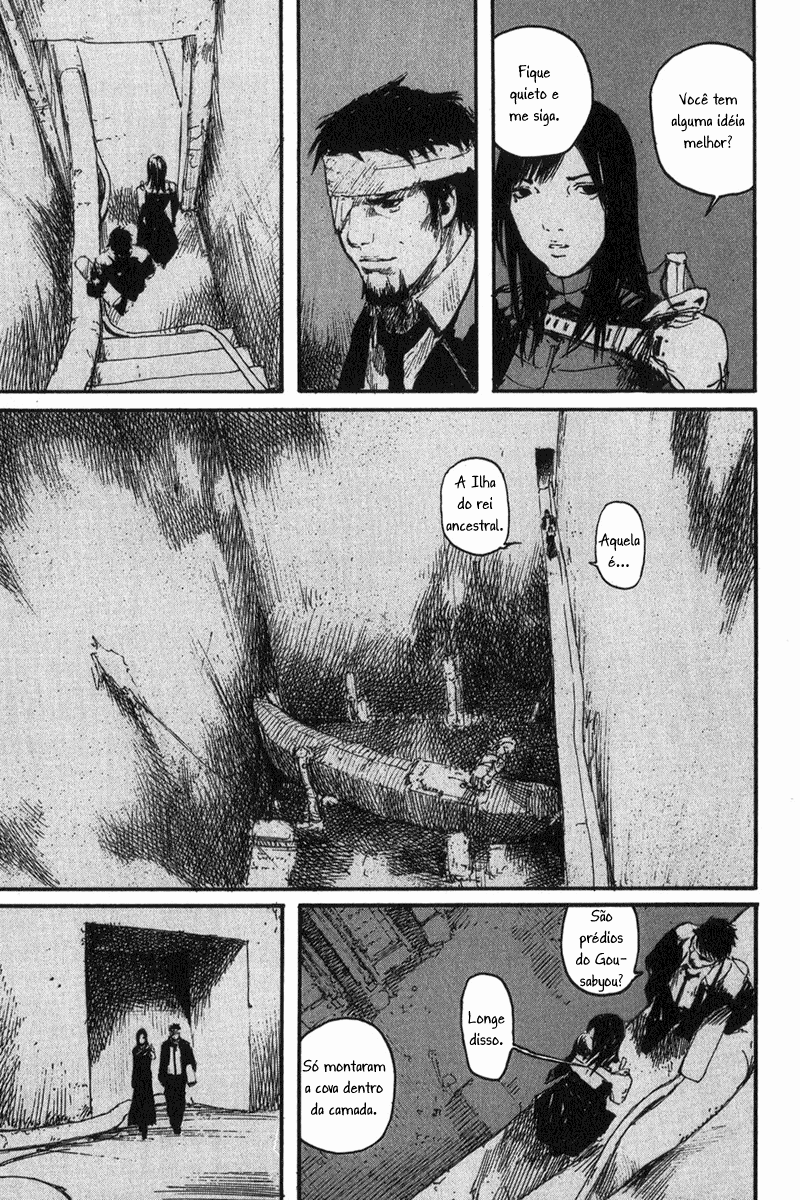 Você tem
alguma idéia
melhor?
Fique
quieto e
me siga.
Aquela
é...
A Ilha
do rei
ancestral.
São
prédios
do Gou-
sabyou?
Longe
disso.
Só montaram
a cova dentro
da camada.